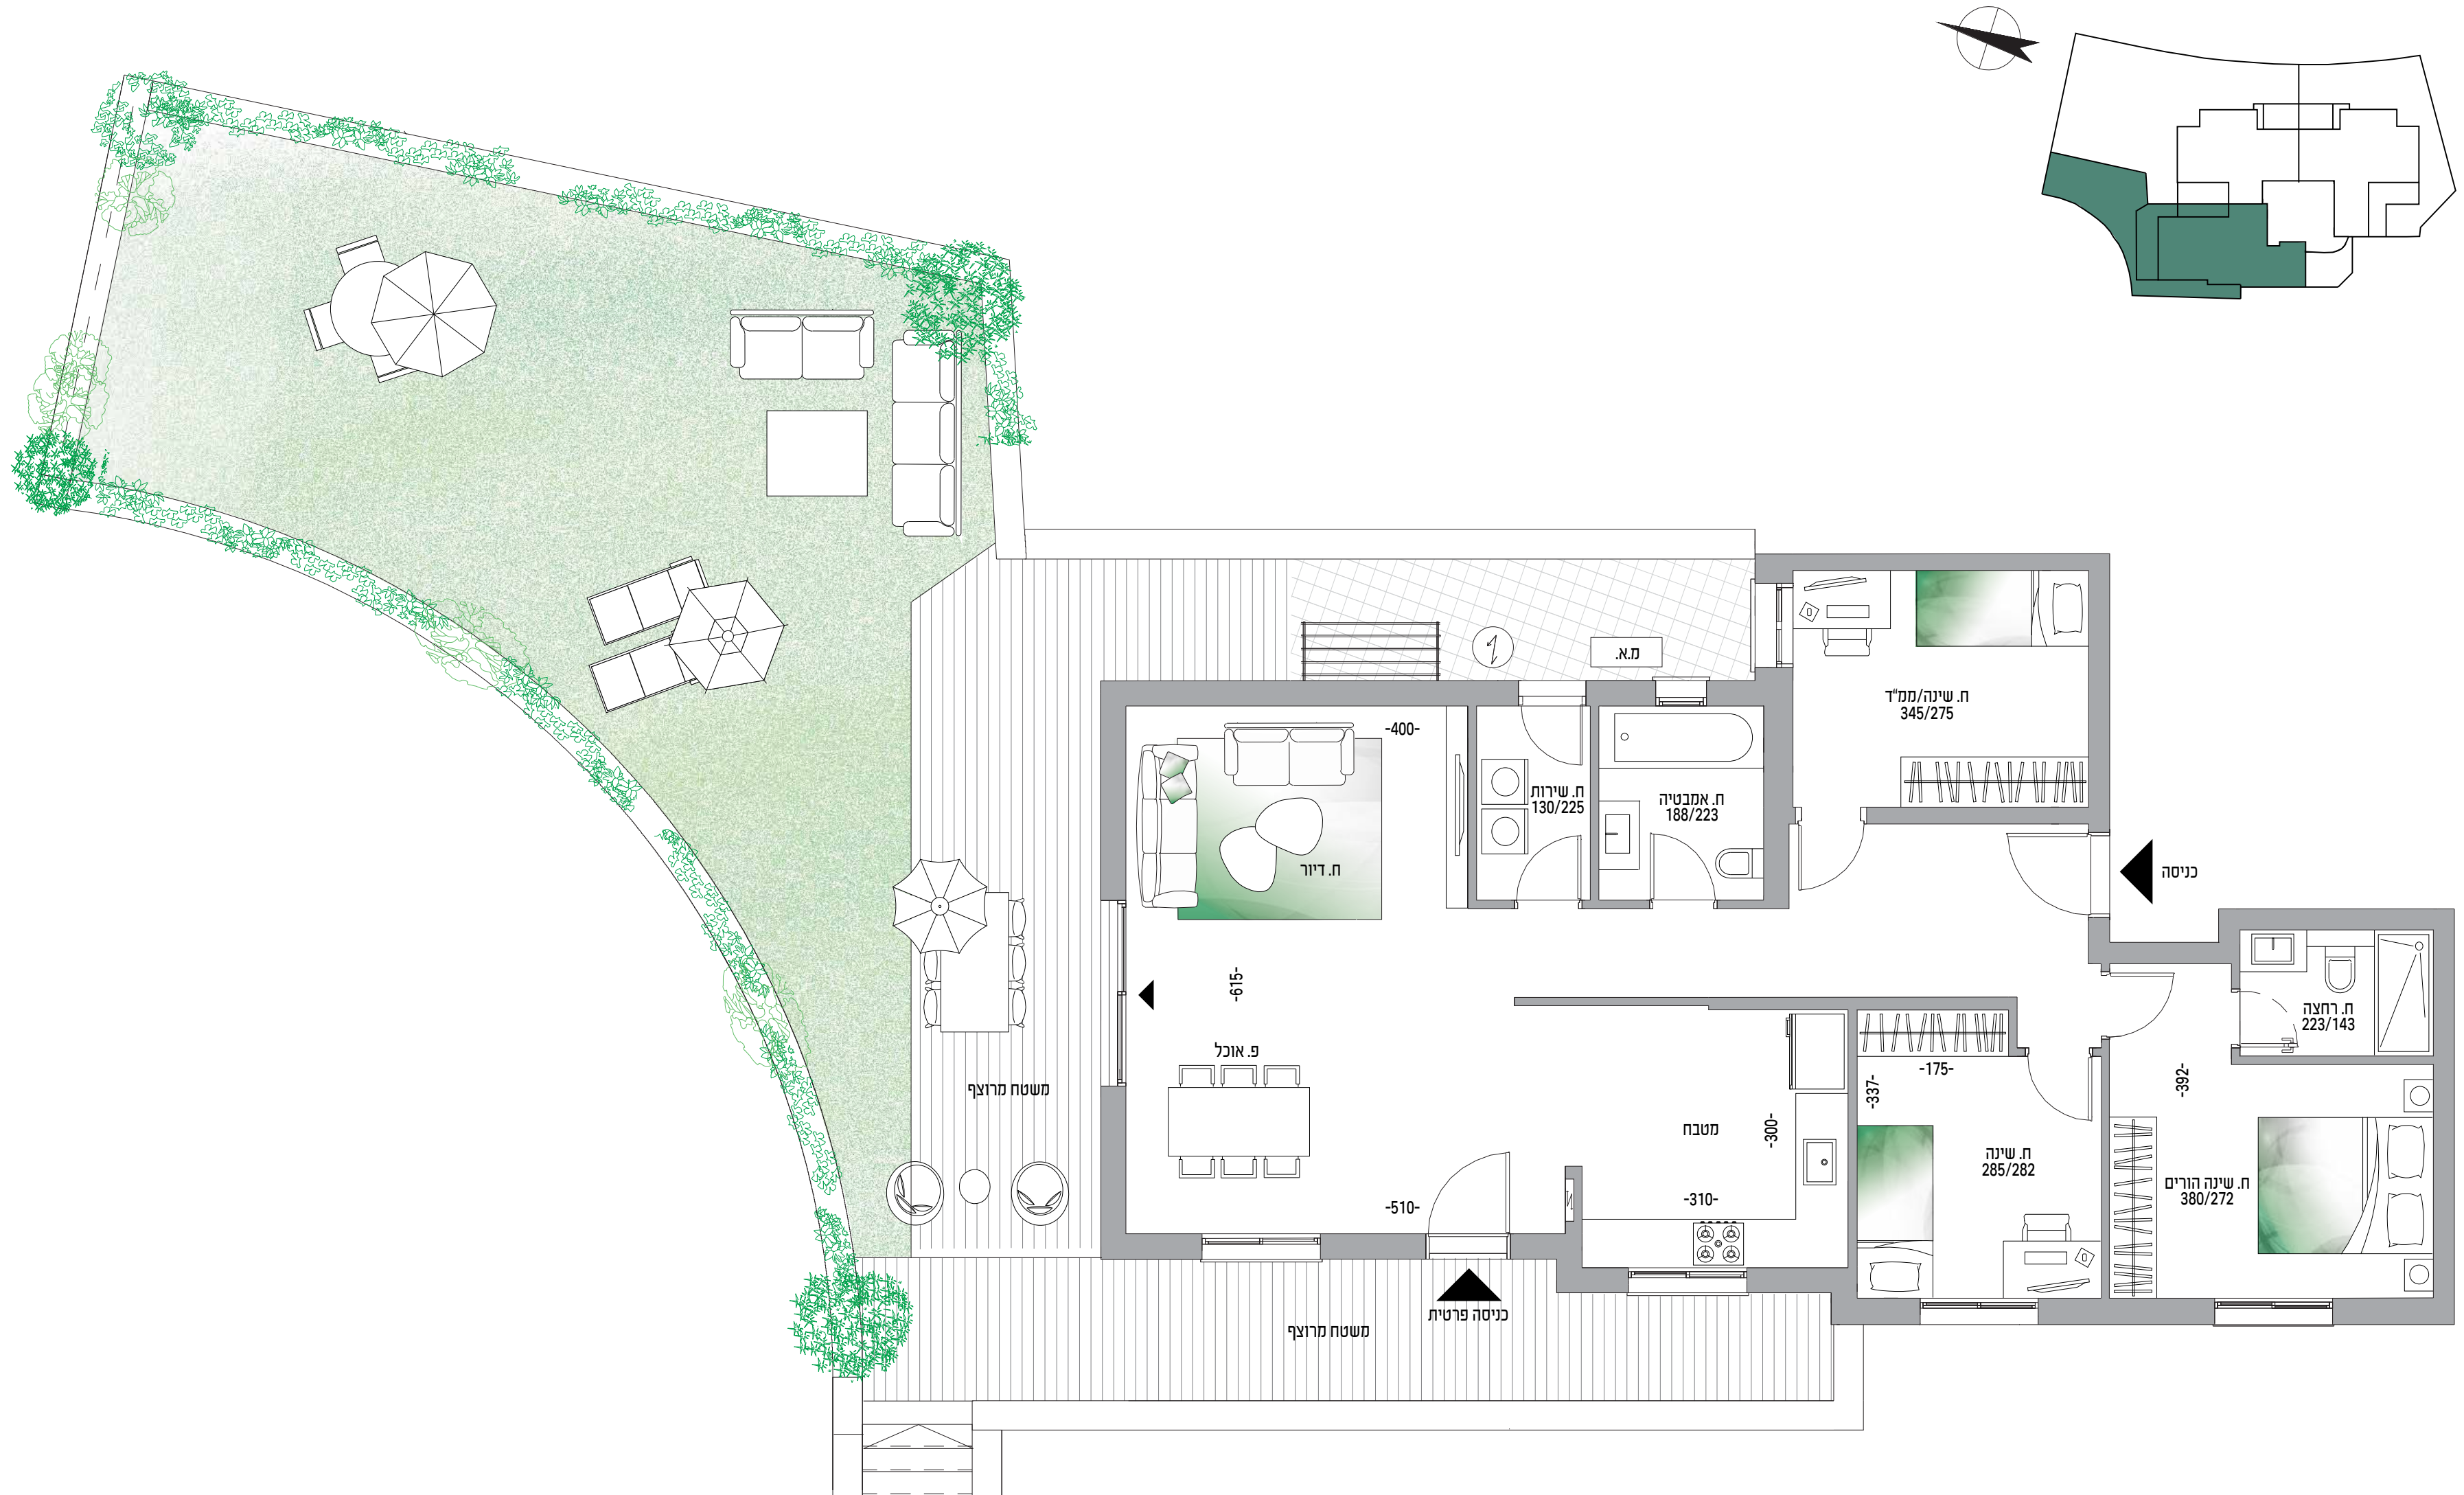 מ.א.
ח. שינה/ממ"ד
345/275
-400-
ח. שירות
130/225
ח. אמבטיה
188/223
ח. דיור
כניסה
-615-
ח. רחצה
223/143
פ. אוכל
משטח מרוצף
-175-
-337-
-392-
מטבח
-300-
ח. שינה
285/282
ח. שינה הורים
380/272
-310-
-510-
כניסה פרטית
משטח מרוצף